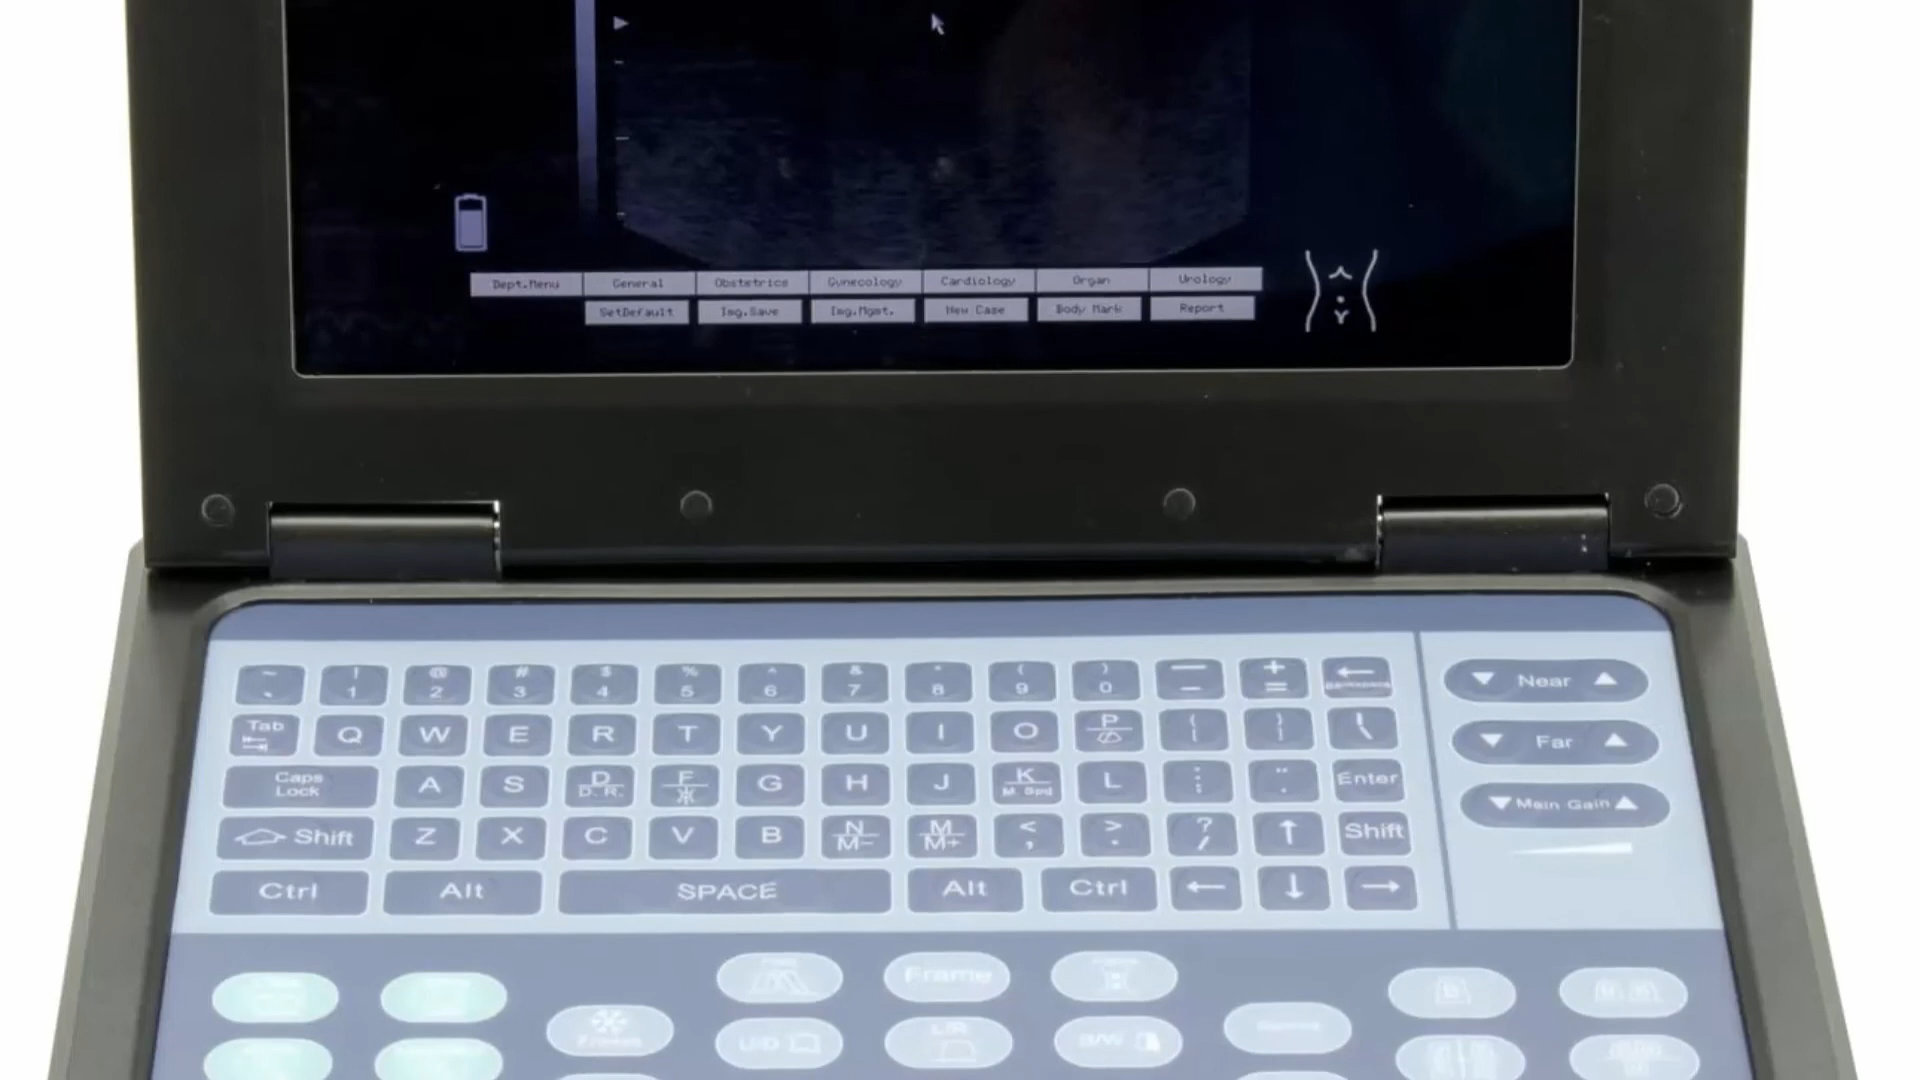 Dept.Menu General Obstetrics Gynecology Cardiology Organ Urology
SetDefault Img.Save Img.Mgmt. New Case Body Mark Report
~ ! @ # $ % ^ & * ( ) — +
` 1 2 3 4 5 6 7 8 9 0 - = ←
Tab Q W E R T Y U I O P { } \
Caps Lock A S D D.R. F G H J K M.Spd L Enter
Shift Z X C V B N M- M M+ < , > . ? / ↑ Shift
Ctrl Alt SPACE Alt Ctrl ← ↓ →
▼ Near ▲
▼ Far ▲
▼ Main Gain ▲
Frame
Freeze
U/D L/R B/W
B